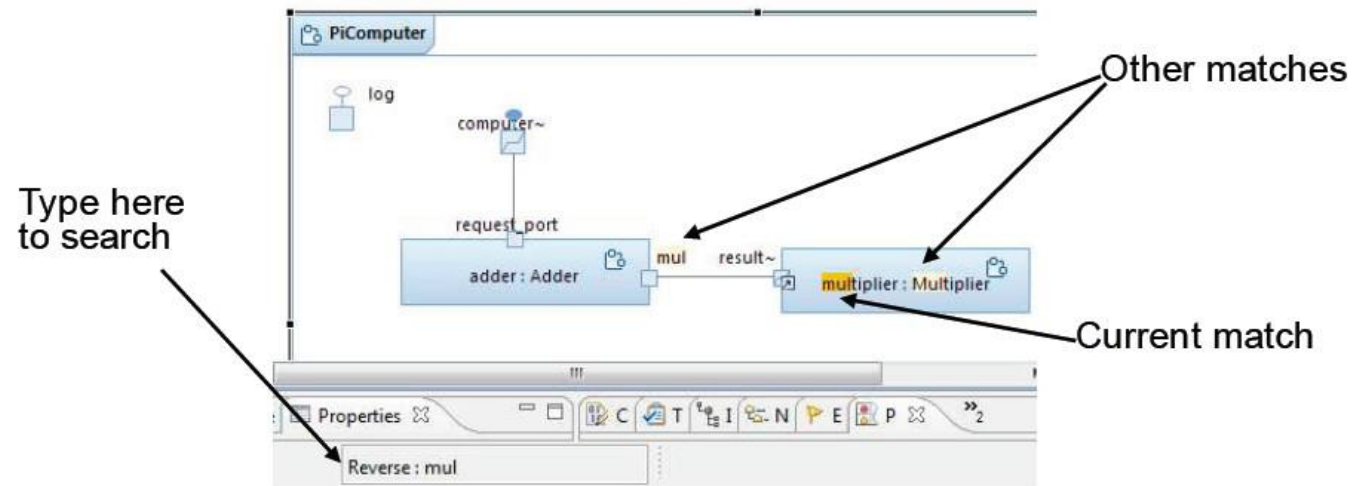 PiComputer
Other matches
log
computer~
Type here
to search
request_port
mul
result~
adder : Adder
multiplier : Multiplier
Current match
Properties
C
T
I
N
P E
P
»2
Reverse : mul